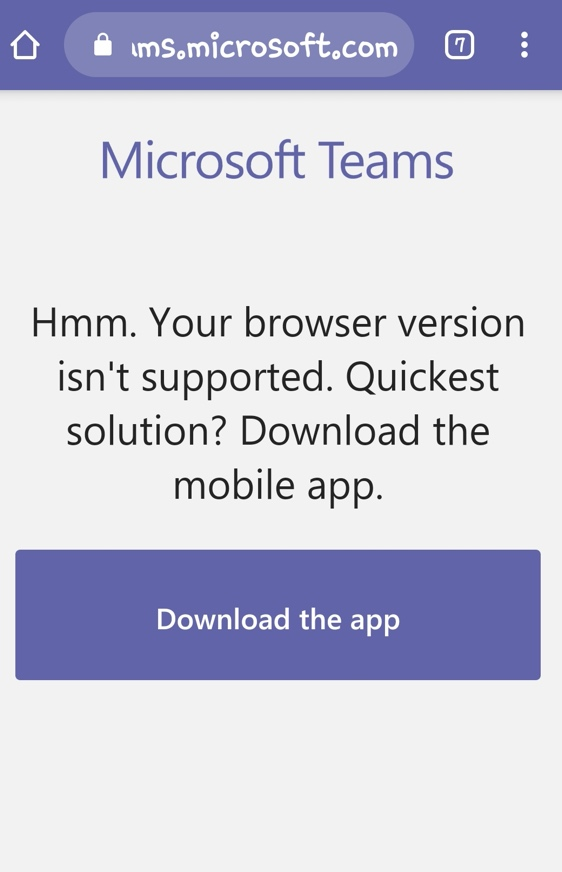 ms.microsoft.com
7
Microsoft Teams
Hmm. Your browser version
isn't supported. Quickest
solution? Download the
mobile app.
Download the app